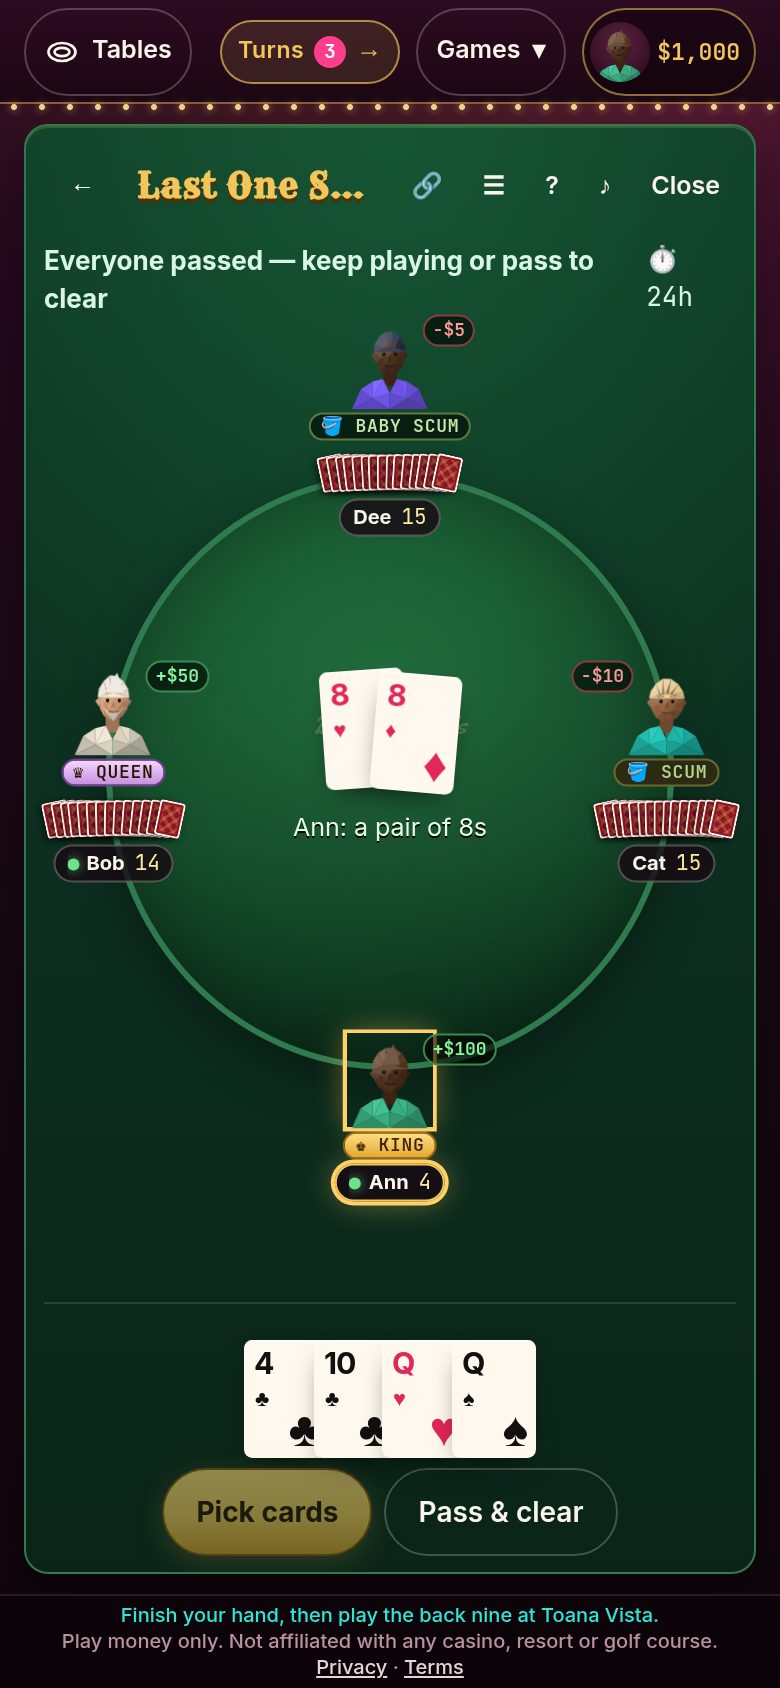 Tables
Turns 3 →
Games ▼
$1,000
← Last One S... ? ♪ Close
Everyone passed — keep playing or pass to clear
24h
-$5
BABY SCUM
Dee 15
+$50
-$10
8 8
QUEEN
SCUM
Ann: a pair of 8s
Bob 14
Cat 15
+$100
KING
Ann 4
4 10 Q Q
Pick cards
Pass & clear
Finish your hand, then play the back nine at Toana Vista.
Play money only. Not affiliated with any casino, resort or golf course.
Privacy · Terms